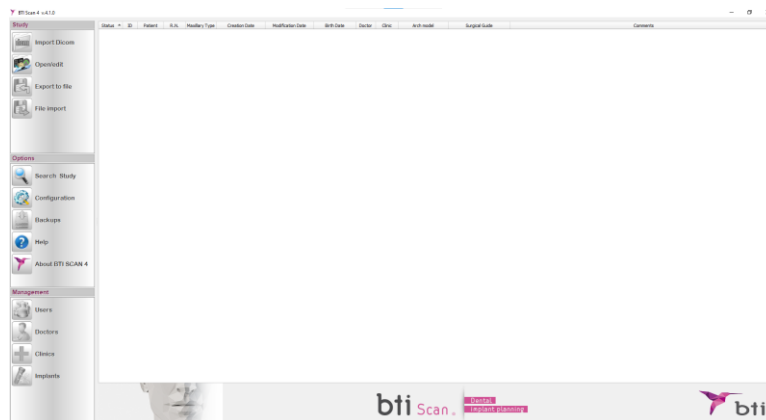 BTI Scan 4 v.4.1.0
Study
Import Dicom
Open/edit
Export to file
File import
Options
Search Study
Configuration
Backups
Help
About BTI SCAN 4
Management
Users
Doctors
Clinics
Implants
Status ID Patient R.N. Maxillary Type Creation Date Modification Date Birth Date Doctor Clinic Arch model Surgical Guide Comments
bti Scan®
Dental
implant planning
bti